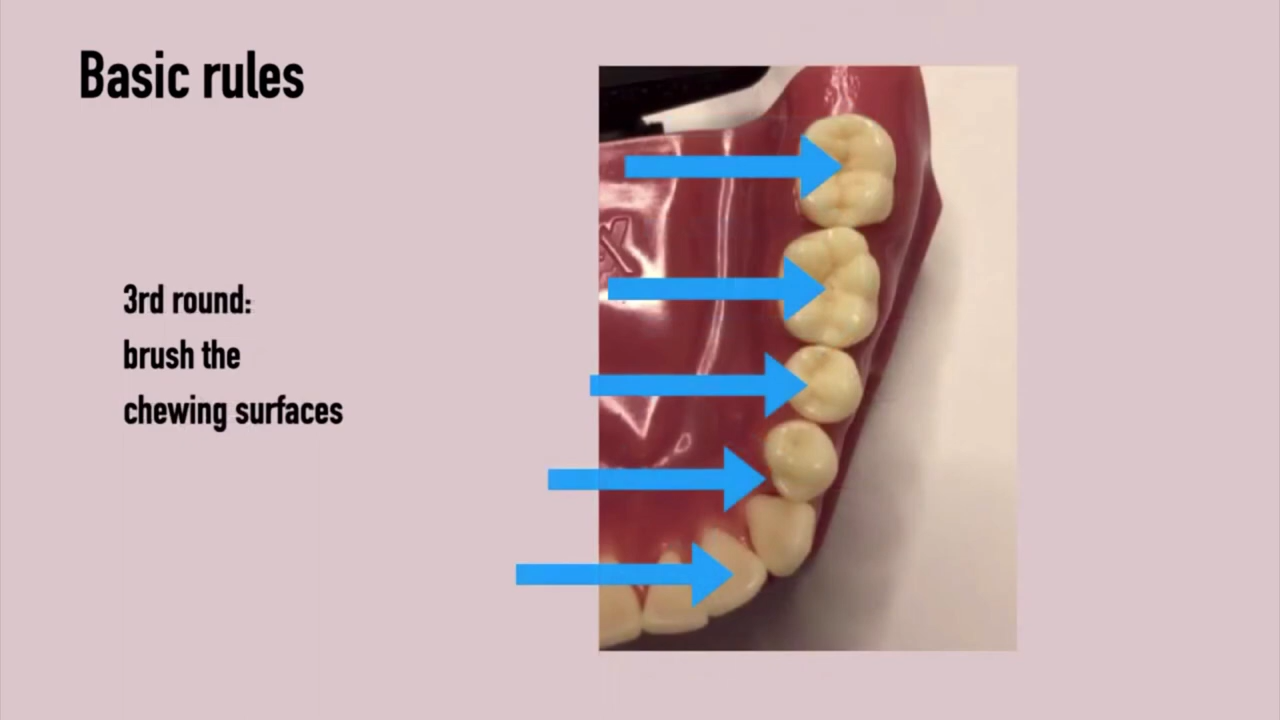 Basic rules
3rd round:
brush the
chewing surfaces